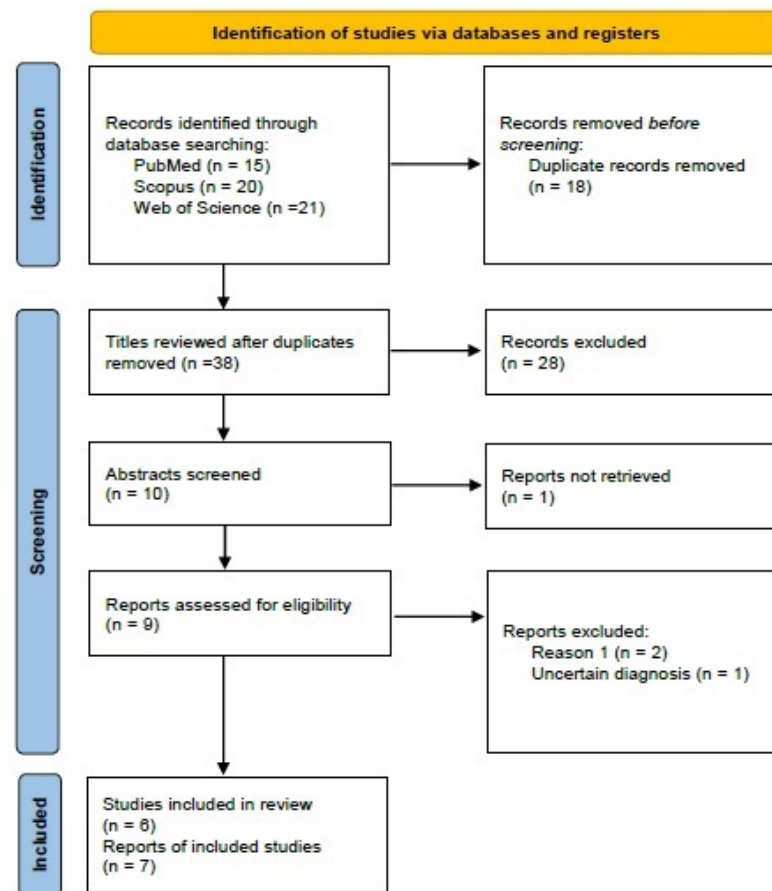 Identification of studies via databases and registers
Identification
Records identified through
database searching:
PubMed (n = 15)
Scopus (n = 20)
Web of Science (n =21)
Records removed before
screening:
Duplicate records removed
(n = 18)
Screening
Titles reviewed after duplicates
removed (n =38)
Records excluded
(n = 28)
Abstracts screened
(n = 10)
Reports not retrieved
(n = 1)
Reports assessed for eligibility
(n = 9)
Reports excluded:
Reason 1 (n = 2)
Uncertain diagnosis (n = 1)
Included
Studies included in review
(n = 6)
Reports of included studies
(n = 7)